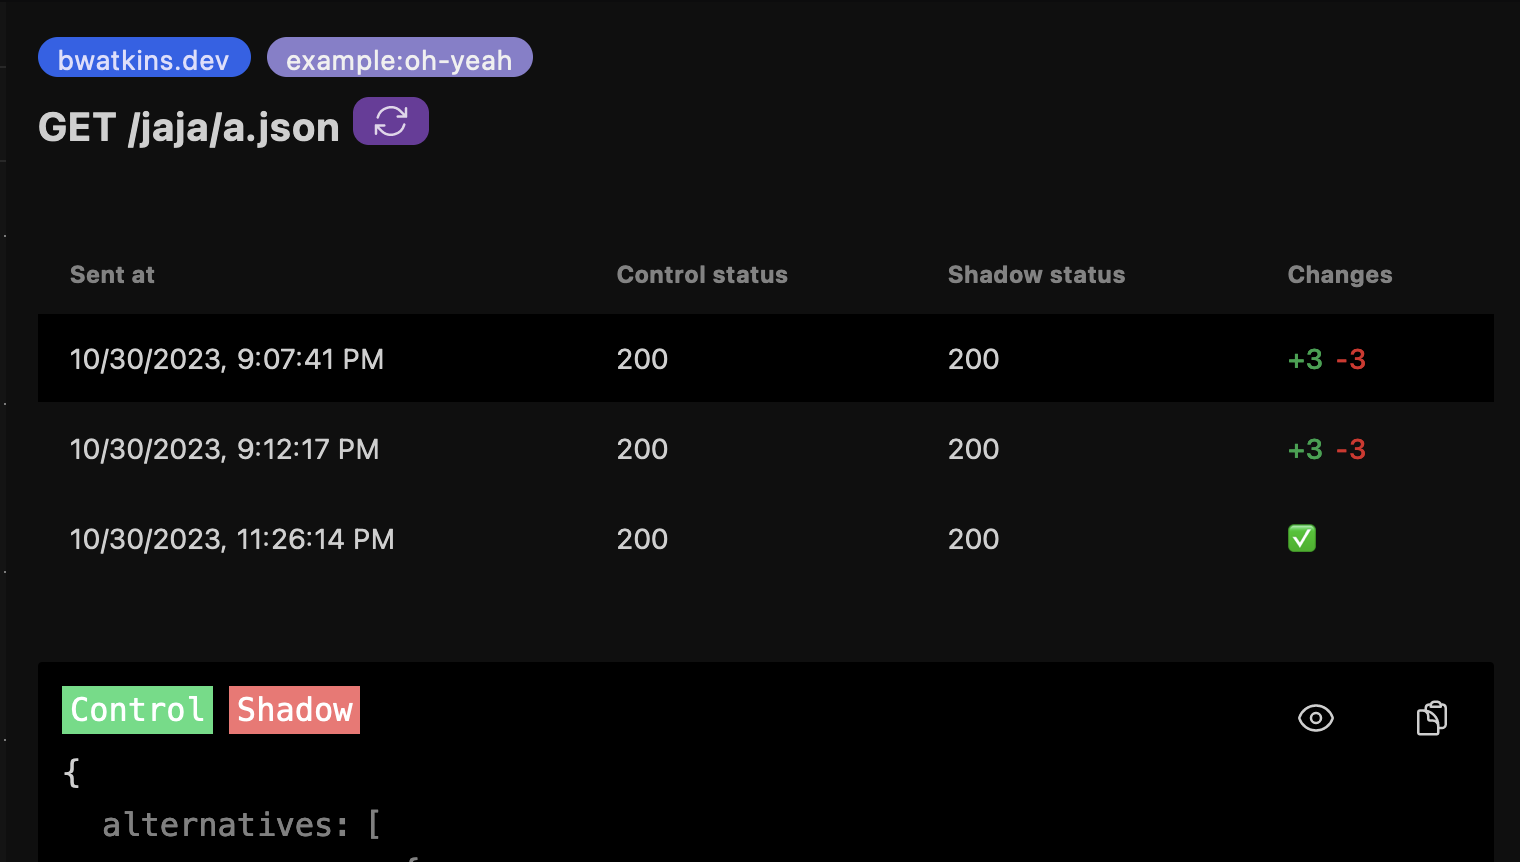 bwatkins.dev example:oh-yeah
GET /jaja/a.json
Sent at Control status Shadow status Changes
10/30/2023, 9:07:41 PM 200 200 +3 -3
10/30/2023, 9:12:17 PM 200 200 +3 -3
10/30/2023, 11:26:14 PM 200 200 ✅
Control Shadow
{
alternatives: [